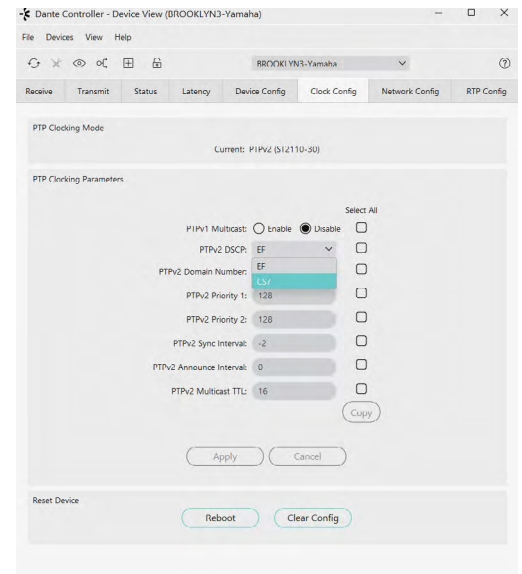 Dante Controller - Device View (BROOKLYN3-Yamaha)
File Devices View Help
BROOKLYN3-Yamaha
Receive Transmit Status Latency Device Config Clock Config Network Config RTP Config
PTP Clocking Mode
Current: PTPv2 (ST2110-30)
PTP Clocking Parameters
Select All
PTPv1 Multicast: Enable Disable
PTPv2 DSCP: EF
EF
PTPv2 Domain Number:
CS7
PTPv2 Priority 1: 128
PTPv2 Priority 2: 128
PTPv2 Sync Interval: -2
PTPv2 Announce Interval: 0
PTPv2 Multicast TTL: 16
Copy
Apply Cancel
Reset Device
Reboot Clear Config